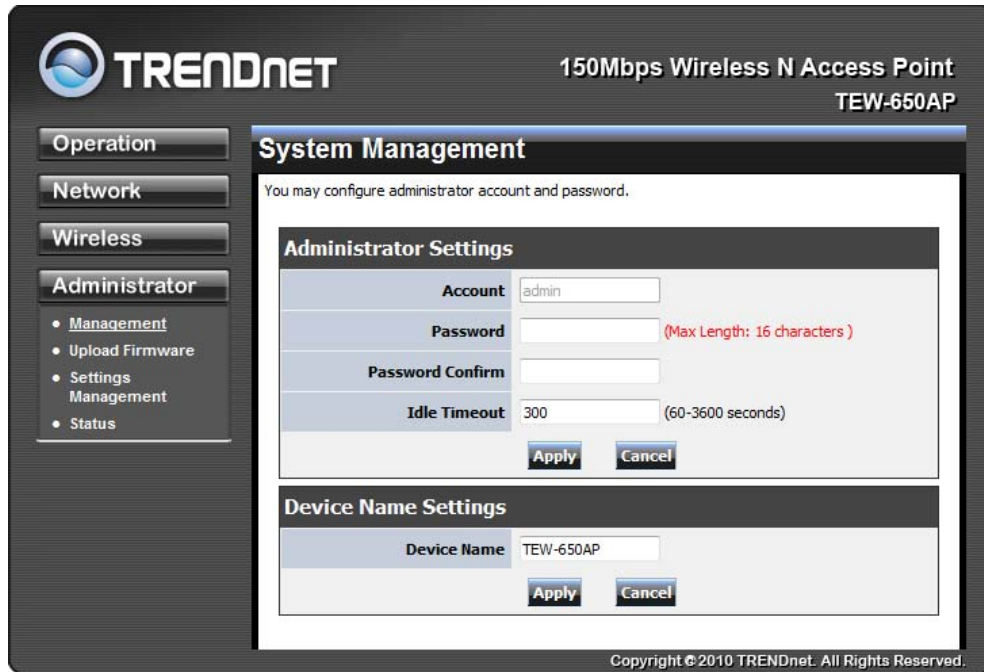 TRENDNET
150Mbps Wireless N Access Point
TEW-650AP
Operation
Network
Wireless
Administrator
• Management
• Upload Firmware
• Settings
Management
• Status
System Management
You may configure administrator account and password.
Administrator Settings
Account admin
Password (Max Length: 16 characters )
Password Confirm
Idle Timeout 300 (60-3600 seconds)
Apply Cancel
Device Name Settings
Device Name TEW-650AP
Apply Cancel
Copyright © 2010 TRENDnet. All Rights Reserved.